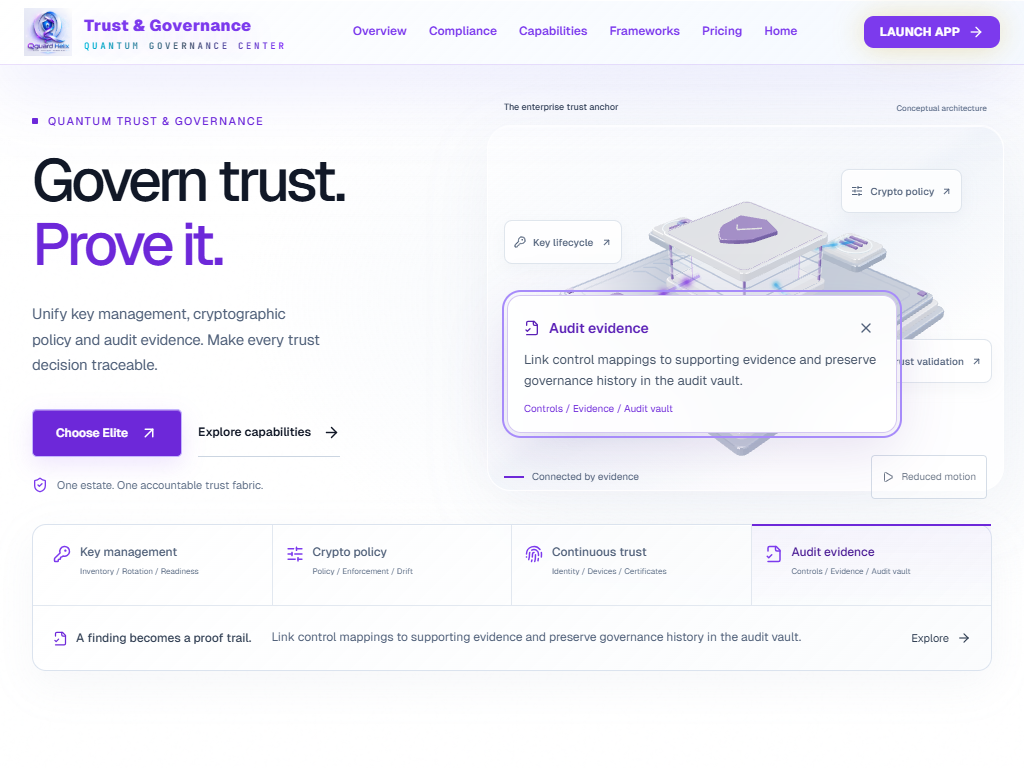 Qguard Helix
Trust & Governance
QUANTUM GOVERNANCE CENTER
Overview
Compliance
Capabilities
Frameworks
Pricing
Home
LAUNCH APP
QUANTUM TRUST & GOVERNANCE
Govern trust.
Prove it.
Unify key management, cryptographic
policy and audit evidence. Make every trust
decision traceable.
Choose Elite
Explore capabilities
One estate. One accountable trust fabric.
The enterprise trust anchor
Conceptual architecture
Crypto policy
Key lifecycle
Audit evidence
Link control mappings to supporting evidence and preserve
governance history in the audit vault.
Controls / Evidence / Audit vault
validation
Connected by evidence
Reduced motion
Key management
Inventory / Rotation / Readiness
Crypto policy
Policy / Enforcement / Drift
Continuous trust
Identity / Devices / Certificates
Audit evidence
Controls / Evidence / Audit vault
A finding becomes a proof trail.
Link control mappings to supporting evidence and preserve governance history in the audit vault.
Explore